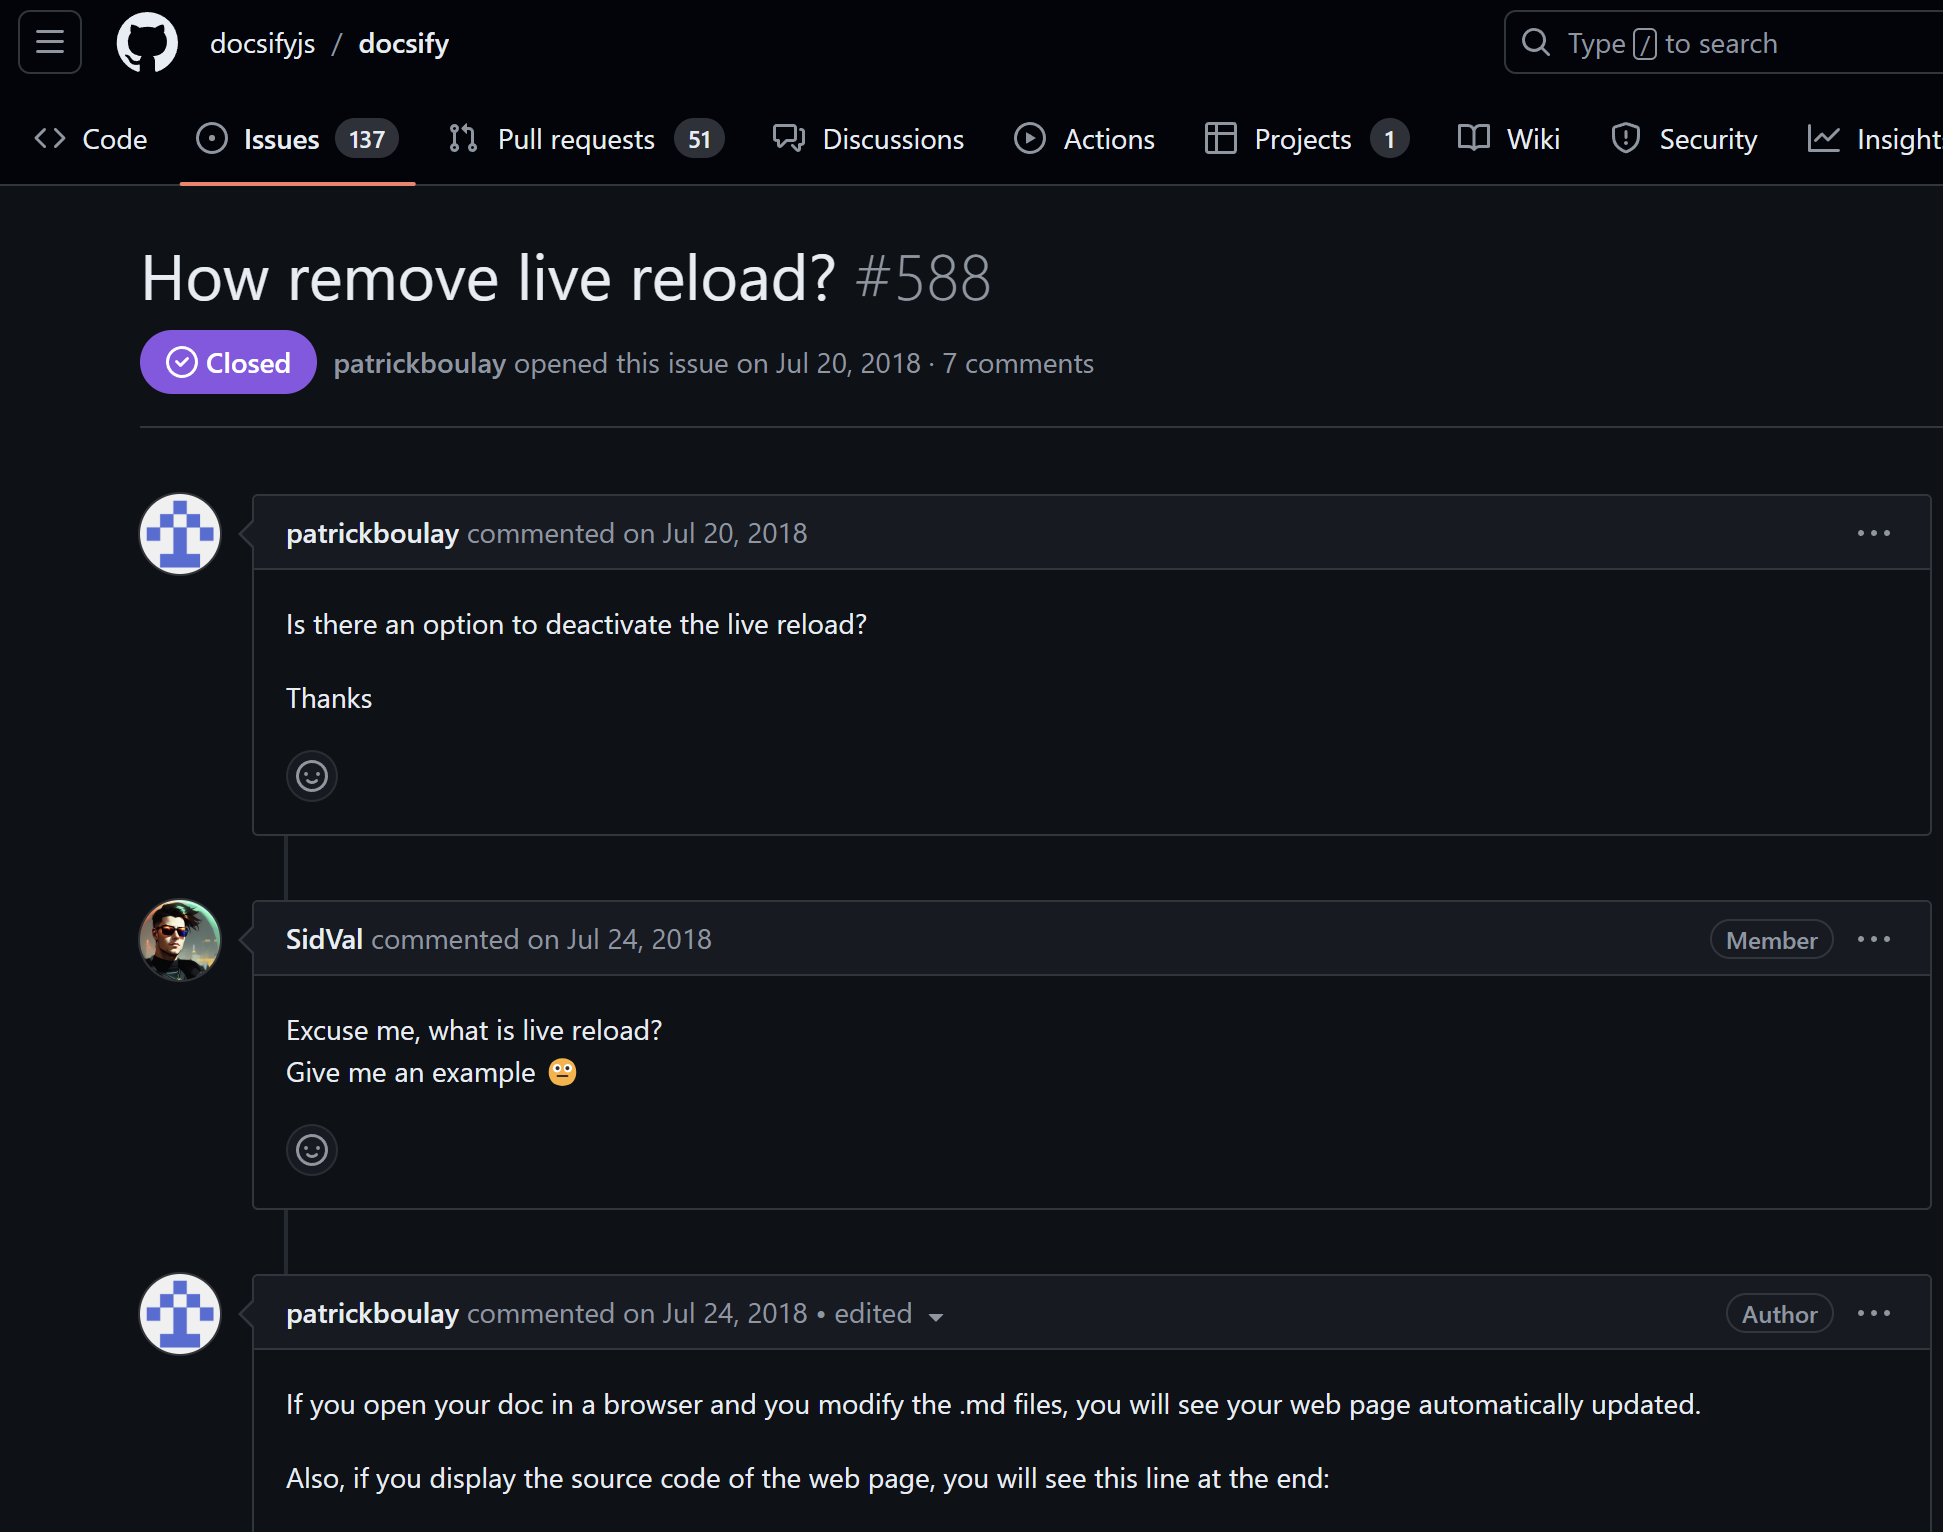 docsifyjs / docsify
Type / to search
Code
Issues 137
Pull requests 51
Discussions
Actions
Projects 1
Wiki
Security
Insights
How remove live reload? #588
Closed patrickboulay opened this issue on Jul 20, 2018 · 7 comments
patrickboulay commented on Jul 20, 2018
Is there an option to deactivate the live reload?
Thanks
SidVal commented on Jul 24, 2018 Member
Excuse me, what is live reload?
Give me an example 😳
patrickboulay commented on Jul 24, 2018 • edited Author
If you open your doc in a browser and you modify the .md files, you will see your web page automatically updated.
Also, if you display the source code of the web page, you will see this line at the end: